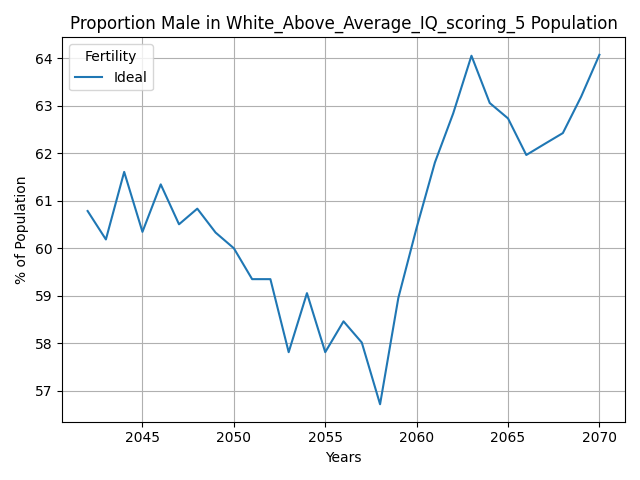 Proportion Male in White_Above_Average_IQ_scoring_5 Population
Fertility
Ideal
% of Population
64
63
62
61
60
59
58
57
2045 2050 2055 2060 2065 2070
Years